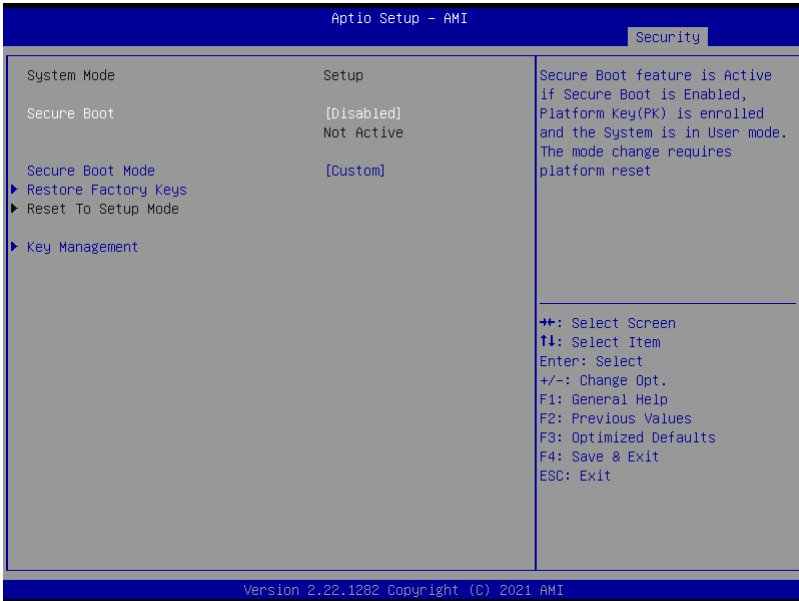 Aptio Setup - AMI
Security
System Mode Setup
Secure Boot [Disabled]
Not Active
Secure Boot Mode [Custom]
Restore Factory Keys
Reset To Setup Mode
Key Management
Secure Boot feature is Active
if Secure Boot is Enabled,
Platform Key(PK) is enrolled
and the System is in User mode.
The mode change requires
platform reset
→←: Select Screen
↑↓: Select Item
Enter: Select
+/-: Change Opt.
F1: General Help
F2: Previous Values
F3: Optimized Defaults
F4: Save & Exit
ESC: Exit
Version 2.22.1282 Copyright (C) 2021 AMI